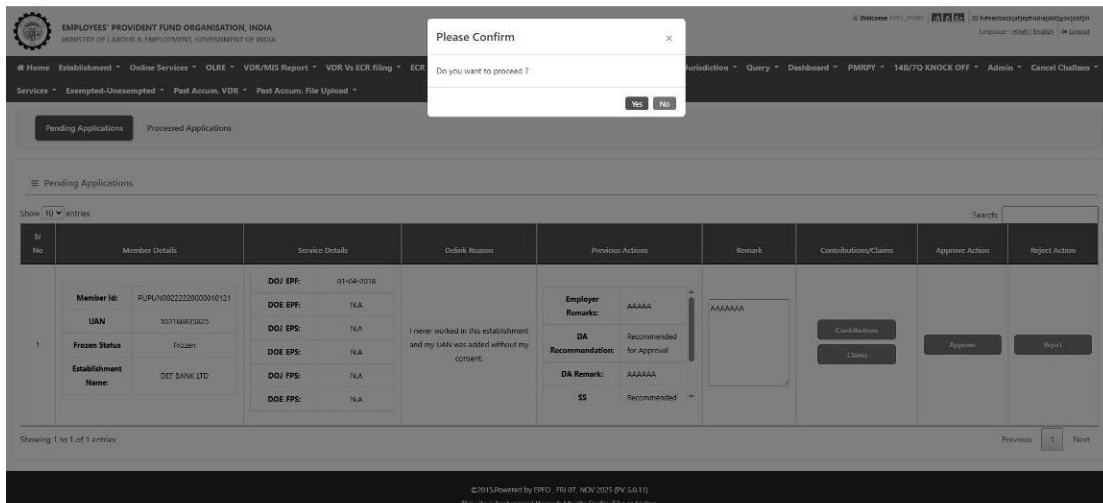 EMPLOYEES' PROVIDENT FUND ORGANISATION, INDIA
MINISTRY OF LABOUR & EMPLOYMENT, GOVERNMENT OF INDIA
Welcome
Language : Hindi | English Logout
Please Confirm ×
Do you want to proceed ?
Yes No
Home Establishment Online Services OLRE VDR/MIS Report VDR Vs ECR filing ECR
Jurisdiction Query Dashboard PMRPY 14B/7Q KNOCK OFF Admin Cancel Challans
Services Exempted-Unexempted Past Accum. VDR Past Accum. File Upload
Pending Applications Processed Applications
Pending Applications
Show 10 entries
Search:
Sr No Member Details Service Details Delink Reason Previous Actions Remark Contributions/Claims Approve Action Reject Action
1
Member Id: PUPUN00222220000010121
UAN 102166835825
Frozen Status Frozen
Establishment Name: DEF BANK LTD
DOJ EPF: 01-04-2018
DOE EPF: N.A
DOJ EPS: N.A
DOE EPS: N.A
DOJ FPS: N.A
DOE FPS: N.A
I never worked in this establishment
and my UAN was added without my
consent.
Employer Remarks: AAAAA
DA Recommendation: Recommended for Approval
DA Remark: AAAAAA
SS Recommended
AAAAAAA
Contributions
Claims
Approve
Reject
Showing 1 to 1 of 1 entries
Previous 1 Next
©2015.Powered by EPFO , FRI 07, NOV 2025 (PV 5.0.11)